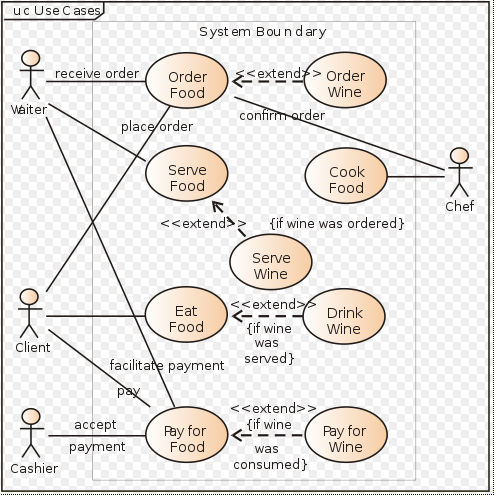 uc UseCases
System Boundary
Waiter
receive order
Order
Food
<<extend>>
Order
Wine
place order
confirm order
Serve
Food
Cook
Food
Chef
<<extend>>
{if wine was ordered}
Serve
Wine
Client
Eat
Food
<<extend>>
{if wine
was
served}
Drink
Wine
facilitate payment
pay
Cashier
accept
payment
Pay for
Food
<<extend>>
{if wine
was
consumed}
Pay for
Wine